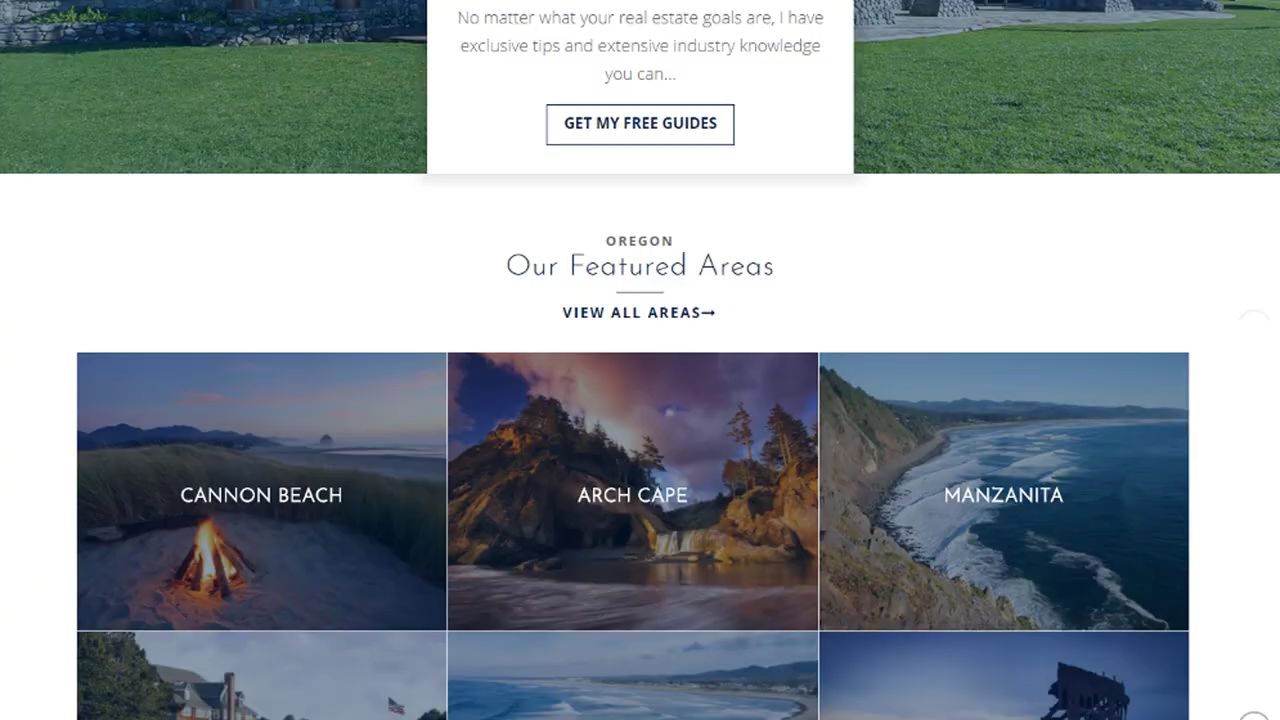 No matter what your real estate goals are, I have
exclusive tips and extensive industry knowledge
you can...
GET MY FREE GUIDES
OREGON
Our Featured Areas
VIEW ALL AREAS→
CANNON BEACH
ARCH CAPE
MANZANITA